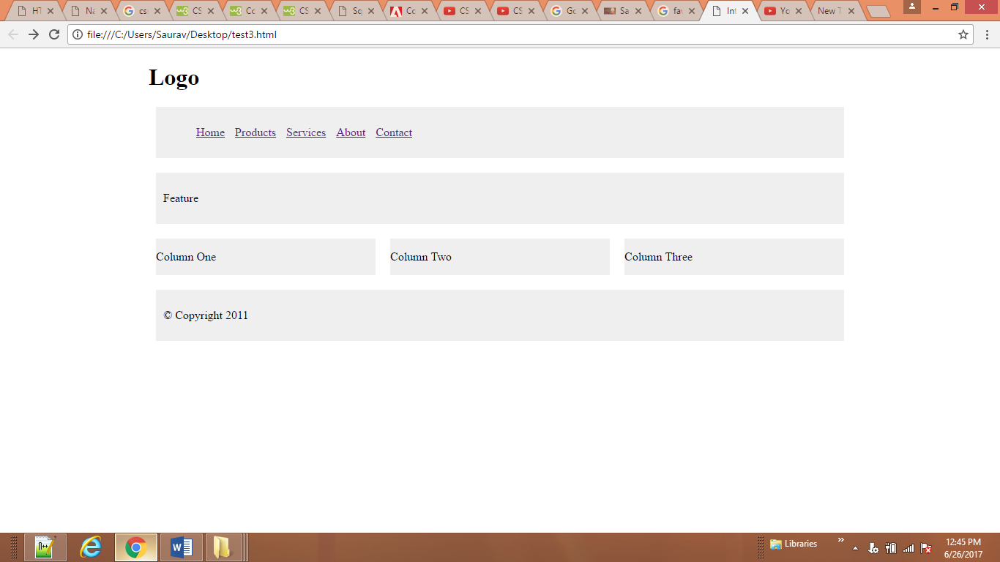 HT Na cs CS Co CS Sq Co CS CS Go Sa fav Int Yo New T
file:///C:/Users/Saurav/Desktop/test3.html
Logo
Home Products Services About Contact
Feature
Column One Column Two Column Three
© Copyright 2011
Libraries » 12:45 PM
6/26/2017